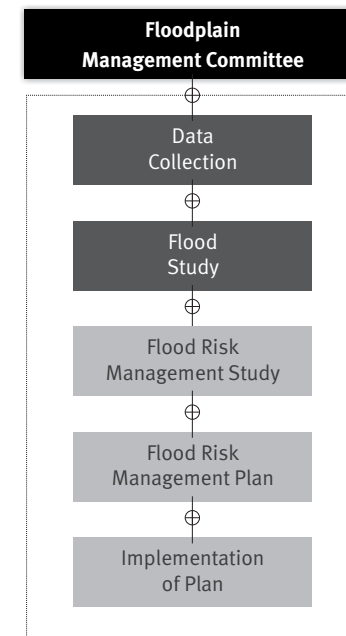 Floodplain
Management Committee
Data
Collection
Flood
Study
Flood Risk
Management Study
Flood Risk
Management Plan
Implementation
of Plan